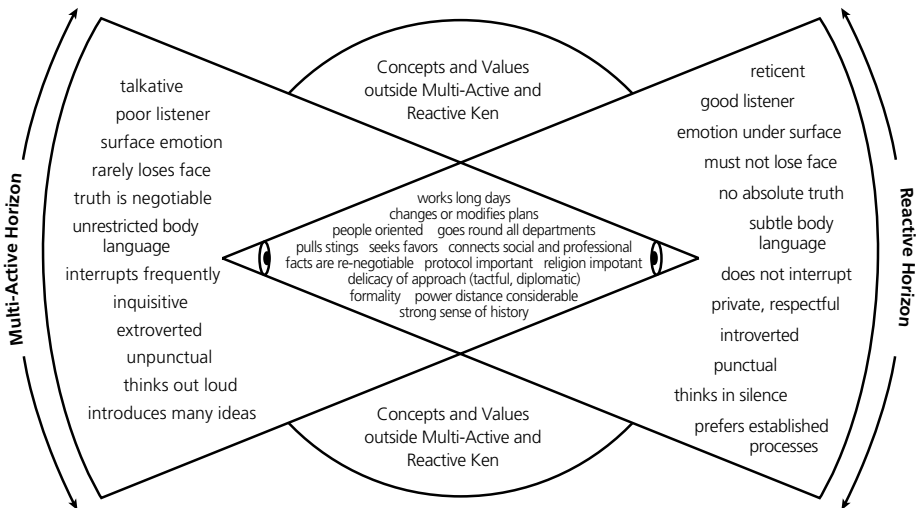 Multi-Active Horizon
talkative
poor listener
surface emotion
rarely loses face
truth is negotiable
unrestricted body
language
interrupts frequently
inquisitive
extroverted
unpunctual
thinks out loud
introduces many ideas
Concepts and Values
outside Multi-Active and
Reactive Ken
works long days
changes or modifies plans
people oriented goes round all departments
pulls stings seeks favors connects social and professional
facts are re-negotiable protocol important religion impotant
delicacy of approach (tactful, diplomatic)
formality power distance considerable
strong sense of history
Concepts and Values
outside Multi-Active and
Reactive Ken
reticent
good listener
emotion under surface
must not lose face
no absolute truth
subtle body
language
does not interrupt
private, respectful
introverted
punctual
thinks in silence
prefers established
processes
Reactive Horizon